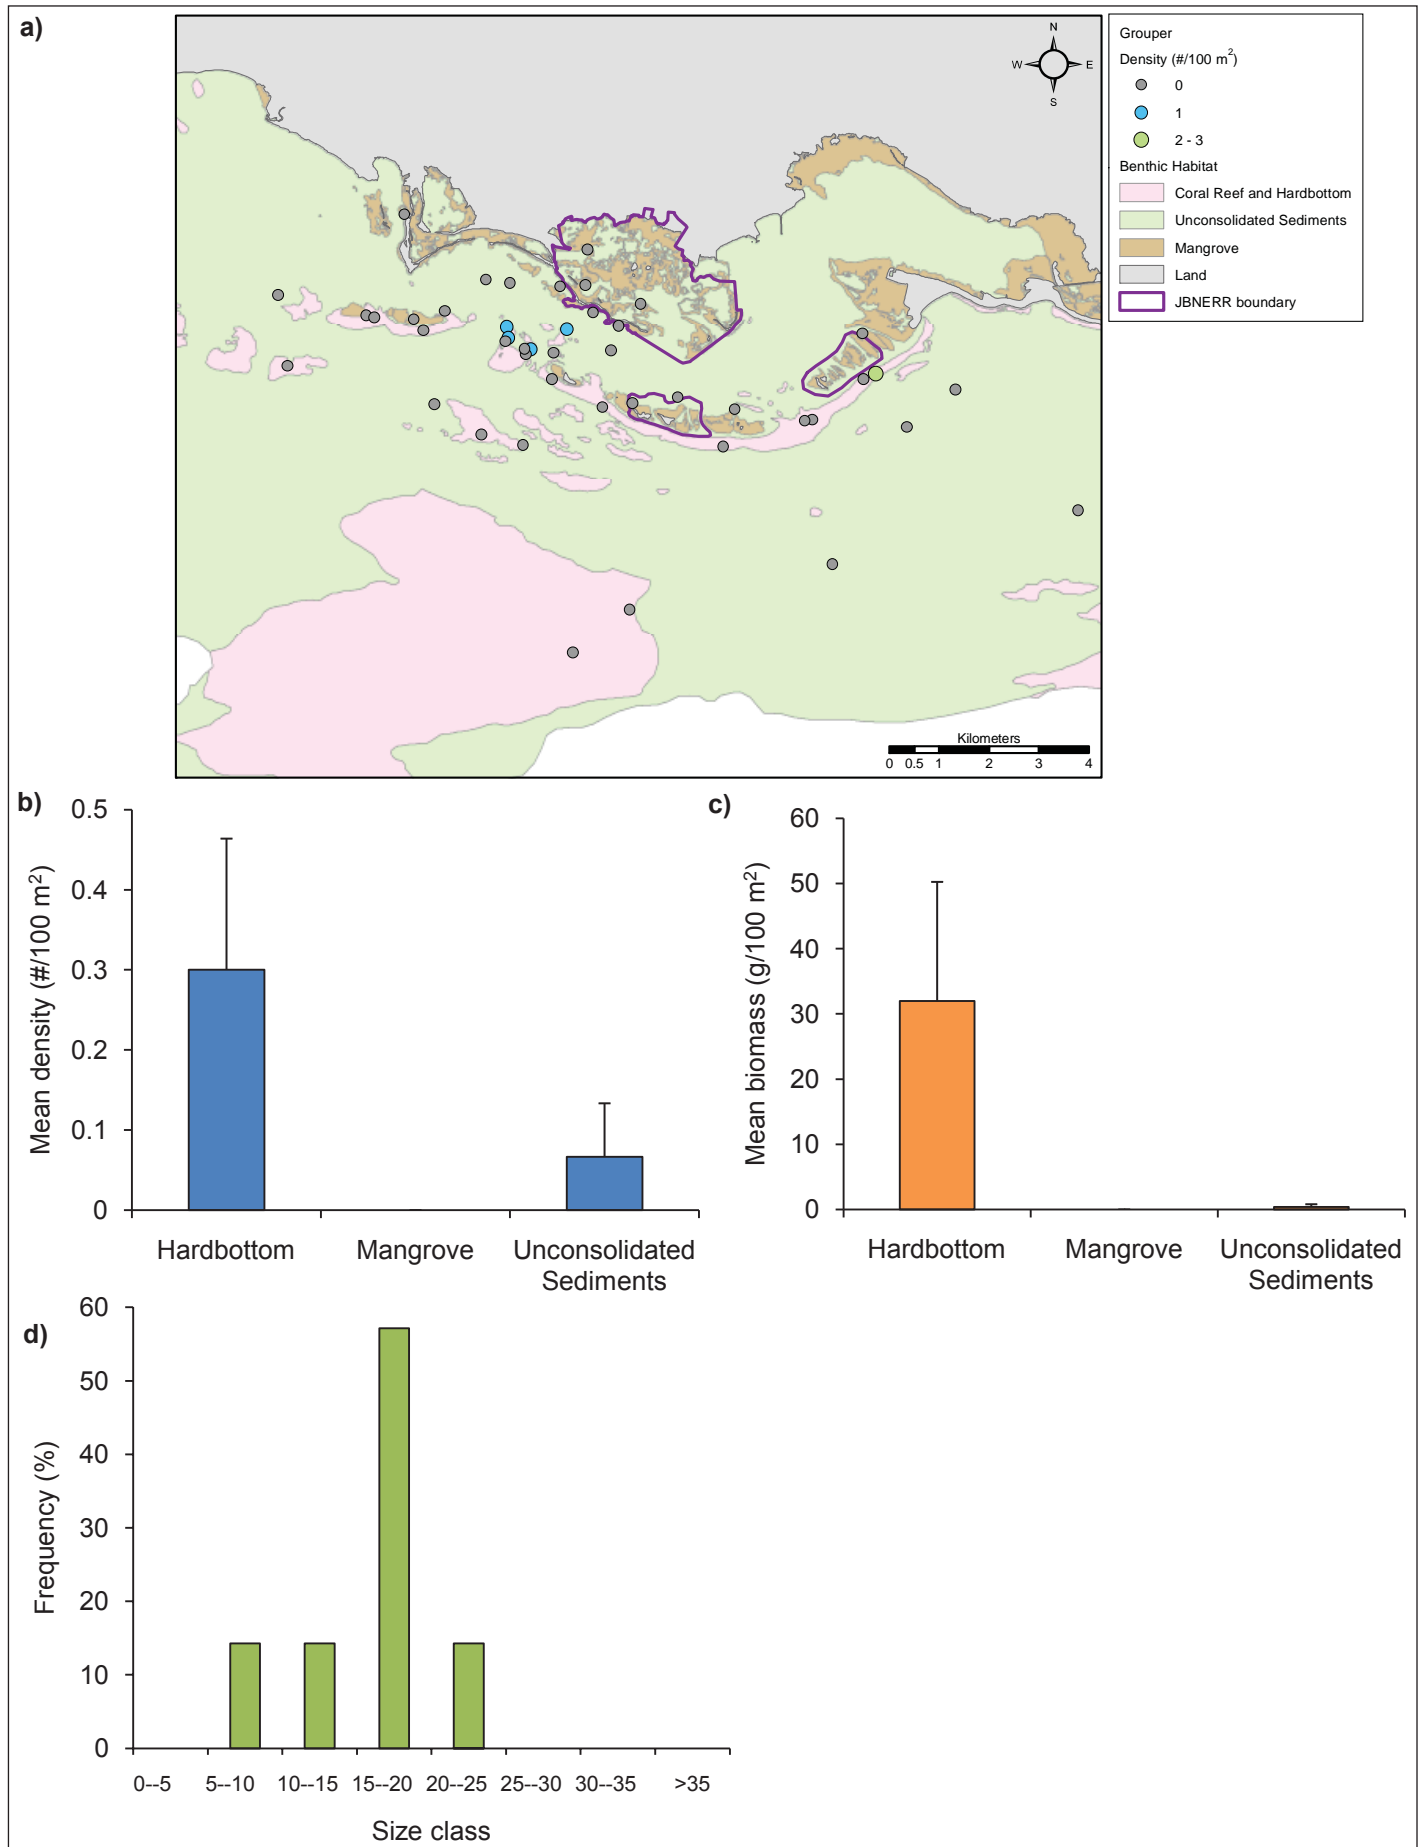 a)
N
W
E
S
Grouper
Density (#/100 m²)
0
1
2 - 3
Benthic Habitat
Coral Reef and Hardbottom
Unconsolidated Sediments
Mangrove
Land
JBNERR boundary
Kilometers
0 0.5 1 2 3 4
b)
0.5
0.4
0.3
0.2
0.1
0
Mean density (#/100 m²)
Hardbottom
Mangrove
Unconsolidated
Sediments
c)
60
50
40
30
20
10
0
Mean biomass (g/100 m²)
Hardbottom
Mangrove
Unconsolidated
Sediments
d)
60
50
40
30
20
10
0
Frequency (%)
0--5 5--10 10--15 15--20 20--25 25--30 30--35 >35
Size class